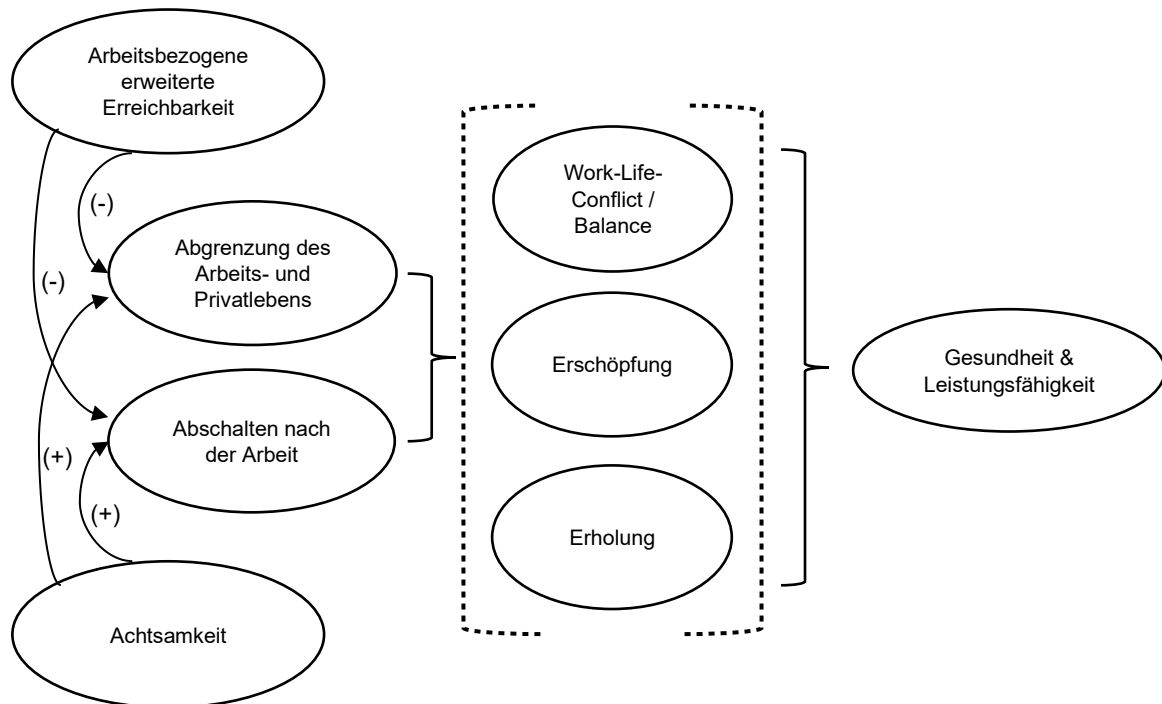 Arbeitsbezogene
erweiterte
Erreichbarkeit
(-)
(-)
Abgrenzung des
Arbeits- und
Privatlebens
Abschalten nach
der Arbeit
(+)
(+)
Achtsamkeit
Work-Life-
Conflict /
Balance
Erschöpfung
Erholung
Gesundheit &
Leistungsfähigkeit